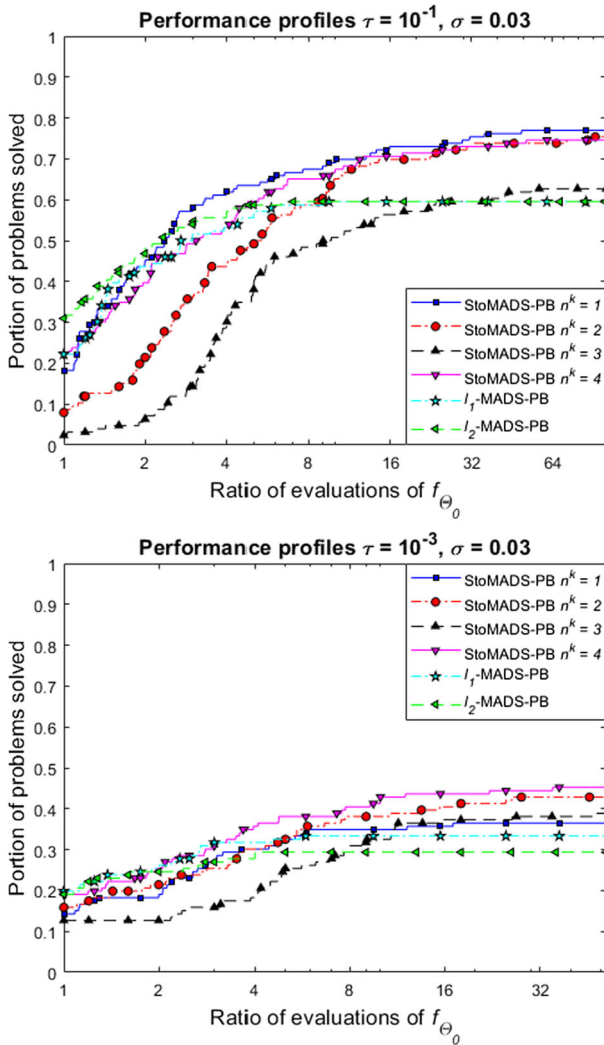 Performance profiles τ = 10⁻¹, σ = 0.03
Portion of problems solved
1
0.9
0.8
0.7
0.6
0.5
0.4
0.3
0.2
0.1
0
StoMADS-PB nᵏ = 1
StoMADS-PB nᵏ = 2
StoMADS-PB nᵏ = 3
StoMADS-PB nᵏ = 4
l₁-MADS-PB
l₂-MADS-PB
1 2 4 8 16 32 64
Ratio of evaluations of f_Θ₀
Performance profiles τ = 10⁻³, σ = 0.03
Portion of problems solved
1
0.9
0.8
0.7
0.6
0.5
0.4
0.3
0.2
0.1
0
StoMADS-PB nᵏ = 1
StoMADS-PB nᵏ = 2
StoMADS-PB nᵏ = 3
StoMADS-PB nᵏ = 4
l₁-MADS-PB
l₂-MADS-PB
1 2 4 8 16 32
Ratio of evaluations of f_Θ₀